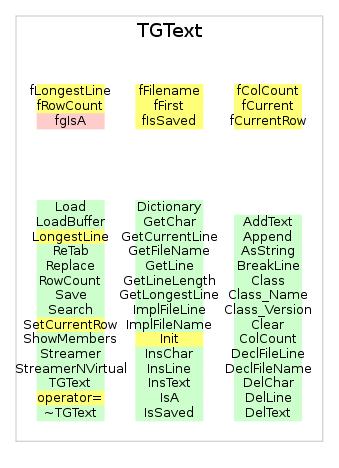 TGText
fLongestLine
fRowCount
fgIsA
fFilename
fFirst
fIsSaved
fColCount
fCurrent
fCurrentRow
Load
LoadBuffer
LongestLine
ReTab
Replace
RowCount
Save
Search
SetCurrentRow
ShowMembers
Streamer
StreamerNVirtual
TGText
operator=
~TGText
Dictionary
GetChar
GetCurrentLine
GetFileName
GetLine
GetLineLength
GetLongestLine
ImplFileLine
ImplFileName
Init
InsChar
InsLine
InsText
IsA
IsSaved
AddText
Append
AsString
BreakLine
Class
Class_Name
Class_Version
Clear
ColCount
DeclFileLine
DeclFileName
DelChar
DelLine
DelText